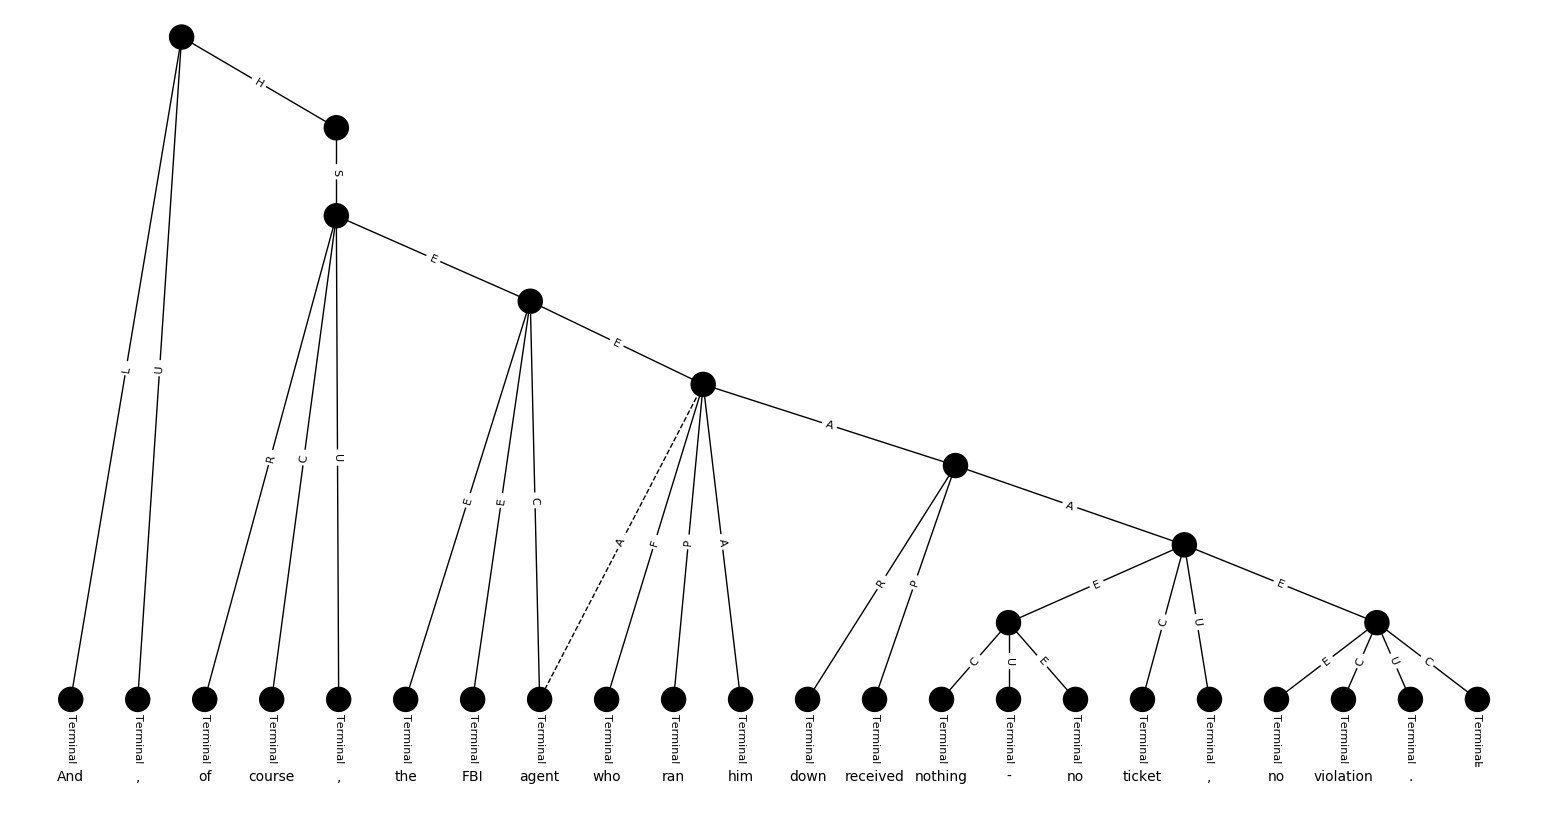 H
S
E
E
L U A
R C U A
E E C A F P A R P E C U E
C U E E C U C
Terminal Terminal Terminal Terminal Terminal Terminal Terminal Terminal Terminal Terminal Terminal Terminal Terminal Terminal Terminal Terminal Terminal Terminal Terminal Terminal Terminal Terminal
And , of course , the FBI agent who ran him down received nothing - no ticket , no violation .